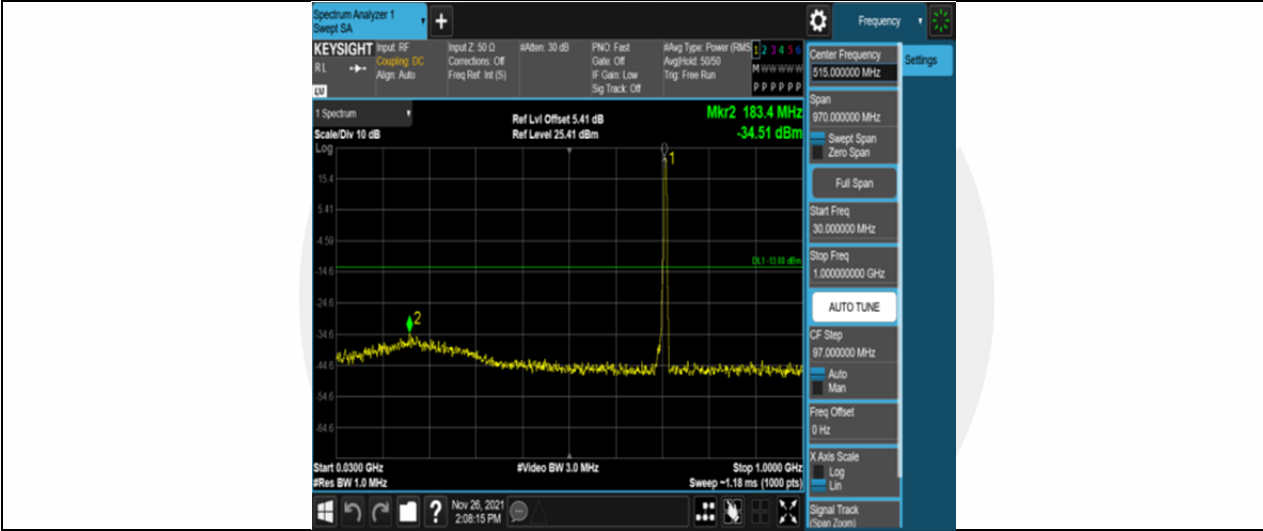 Spectrum Analyzer 1
Swept SA
Frequency
KEYSIGHT
RL
LV
Input: RF
Coupling: DC
Align: Auto
Input Z: 50 Ω
Corrections: Off
Freq Ref: Int (S)
#Atten: 30 dB
PNO: Fast
Gate: Off
IF Gain: Low
Sig Track: Off
#Avg Type: Power (RMS
Avg|Hold: 50/50
Trig: Free Run
1 2 3 4 5 6
M W W W W W
P P P P P P
Center Frequency
515.000000 MHz
Settings
1 Spectrum
Scale/Div 10 dB
Log
Ref Lvl Offset 5.41 dB
Ref Level 25.41 dBm
Mkr2 183.4 MHz
-34.51 dBm
Span
970.000000 MHz
Swept Span
Zero Span
Full Span
Start Freq
30.000000 MHz
Stop Freq
1.000000000 GHz
AUTO TUNE
CF Step
97.000000 MHz
Auto
Man
Freq Offset
0 Hz
X Axis Scale
Log
Lin
Signal Track
(Span Zoom)
1
15.4
5.41
-4.59
DL1 -13.00 dBm
-14.6
-24.6
2
-34.6
-44.6
-54.6
-64.6
Start 0.0300 GHz
#Video BW 3.0 MHz
Stop 1.0000 GHz
#Res BW 1.0 MHz
Sweep ~1.18 ms (1000 pts)
?
Nov 26, 2021
2:08:15 PM